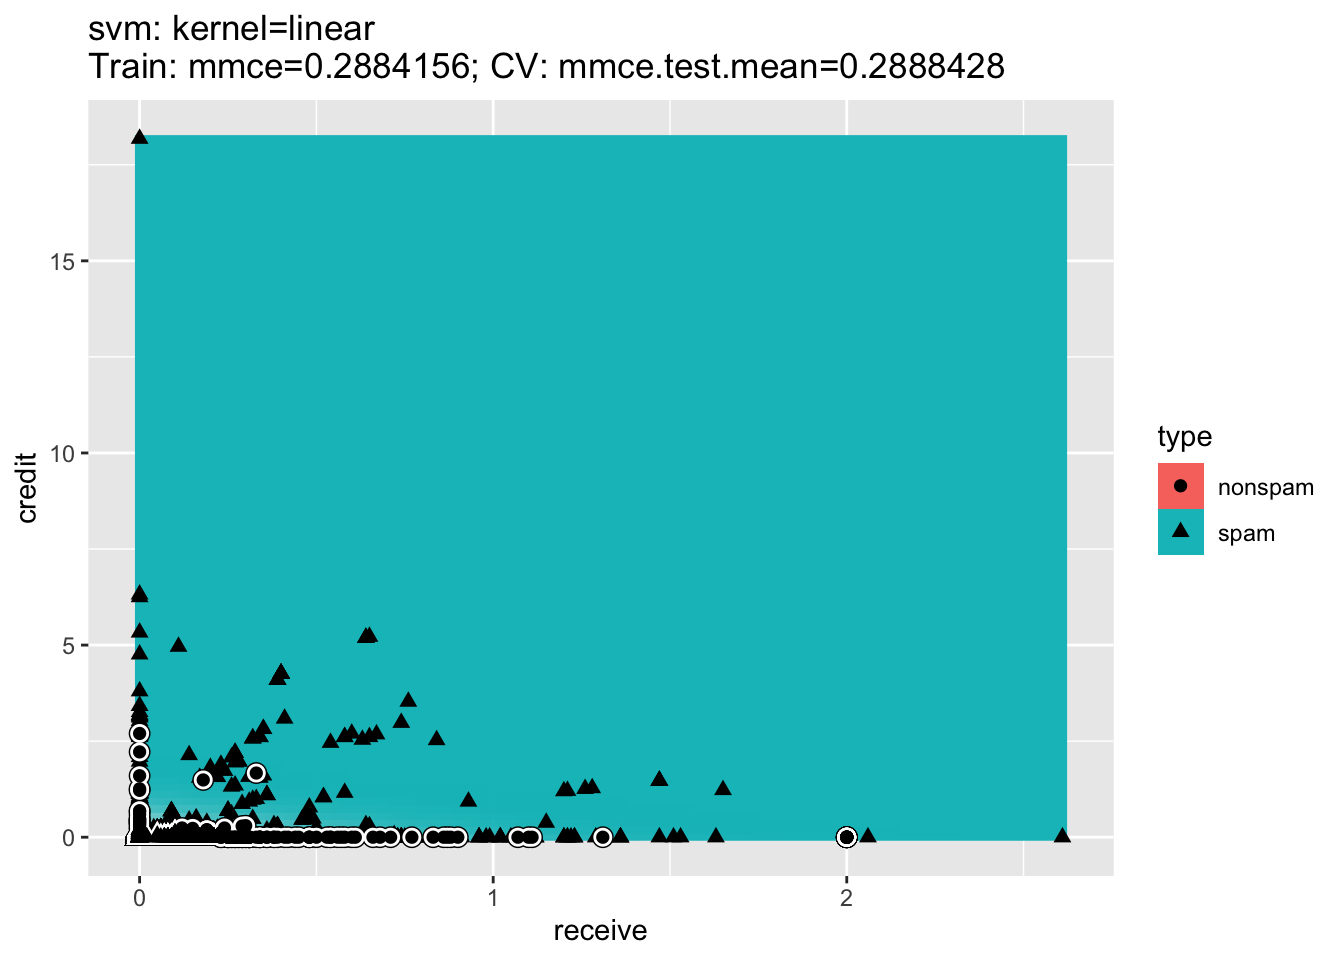 svm: kernel=linear
Train: mmce=0.2884156; CV: mmce.test.mean=0.2888428
15
10
5
0
credit
0 1 2
receive
type
nonspam
spam